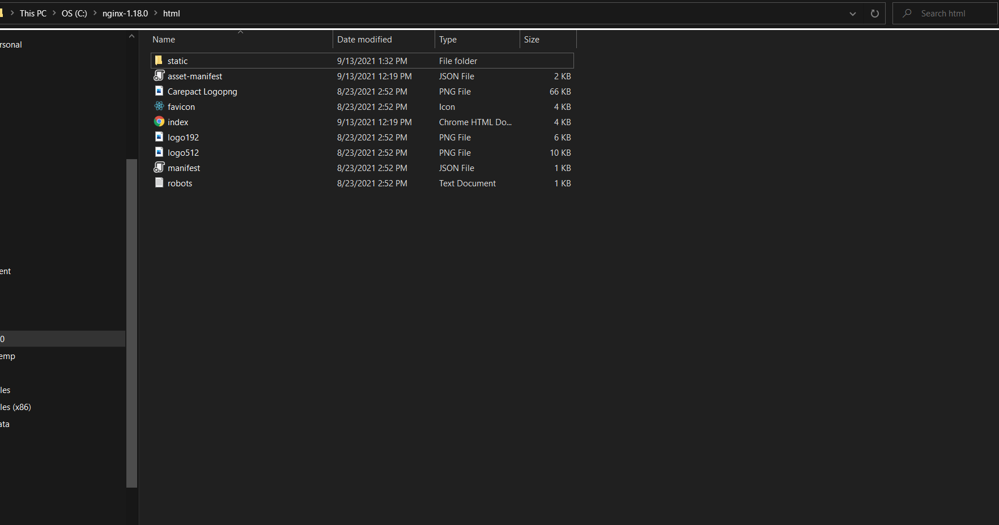 This PC > OS (C:) > nginx-1.18.0 > html
Search html
rsonal
ent
0
emp
les
les (x86)
ata
Name Date modified Type Size
static 9/13/2021 1:32 PM File folder
asset-manifest 9/13/2021 12:19 PM JSON File 2 KB
Carepact Logopng 8/23/2021 2:52 PM PNG File 66 KB
favicon 8/23/2021 2:52 PM Icon 4 KB
index 9/13/2021 12:19 PM Chrome HTML Do... 4 KB
logo192 8/23/2021 2:52 PM PNG File 6 KB
logo512 8/23/2021 2:52 PM PNG File 10 KB
manifest 8/23/2021 2:52 PM JSON File 1 KB
robots 8/23/2021 2:52 PM Text Document 1 KB